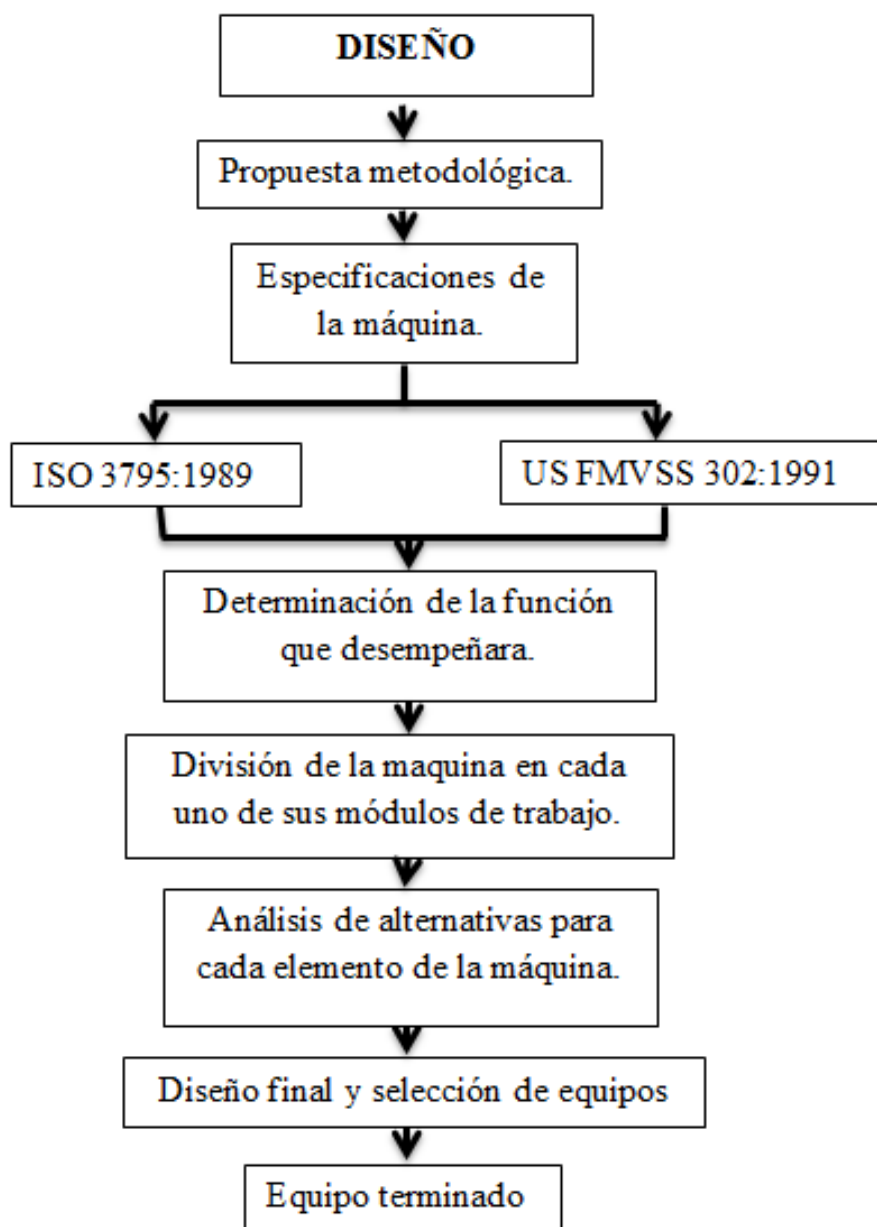 DISEÑO
Propuesta metodológica.
Especificaciones de
la máquina.
ISO 3795:1989
US FMVSS 302:1991
Determinación de la función
que desempeñara.
División de la maquina en cada
uno de sus módulos de trabajo.
Análisis de alternativas para
cada elemento de la máquina.
Diseño final y selección de equipos
Equipo terminado